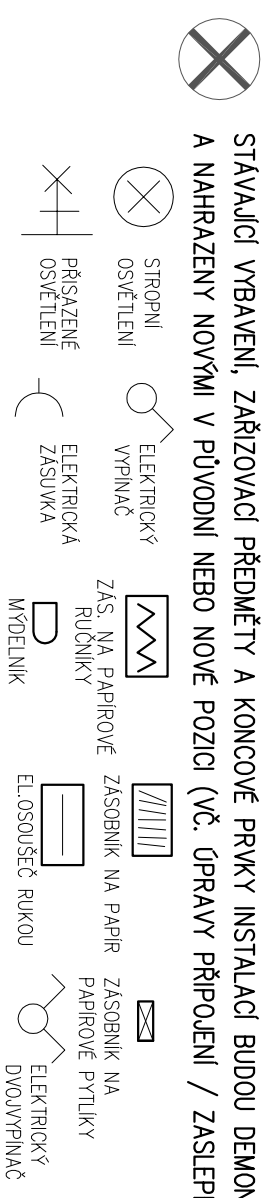 STÁVAJÍCÍ VYBAVENÍ, ZAŘIZOVACÍ PŘEDMĚTY A KONCOVÉ PRVKY INSTALACÍ BUDOU
A NAHRAZENY NOVÝMI V PŮVODNÍ NEBO NOVÉ POZICI (VČ. ÚPRAVY PŘIPOJENÍ /
STROPNÍ
OSVĚTLENÍ
ELEKTRICKÝ
VYPÍNAČ
ZÁS. NA PAPÍROVÉ
RUČNÍKY
ZÁSOBNÍK NA PAPÍR
ZÁSOBNÍK NA
PAPÍROVÉ PYTLÍKY
PŘISAZENÉ
OSVĚTLENÍ
ELEKTRICKÁ
ZÁSUVKA
MÝDELNÍK
EL.OSOUŠEČ RUKOU
ELEKTRICKÝ
DVOJVYPÍNAČ